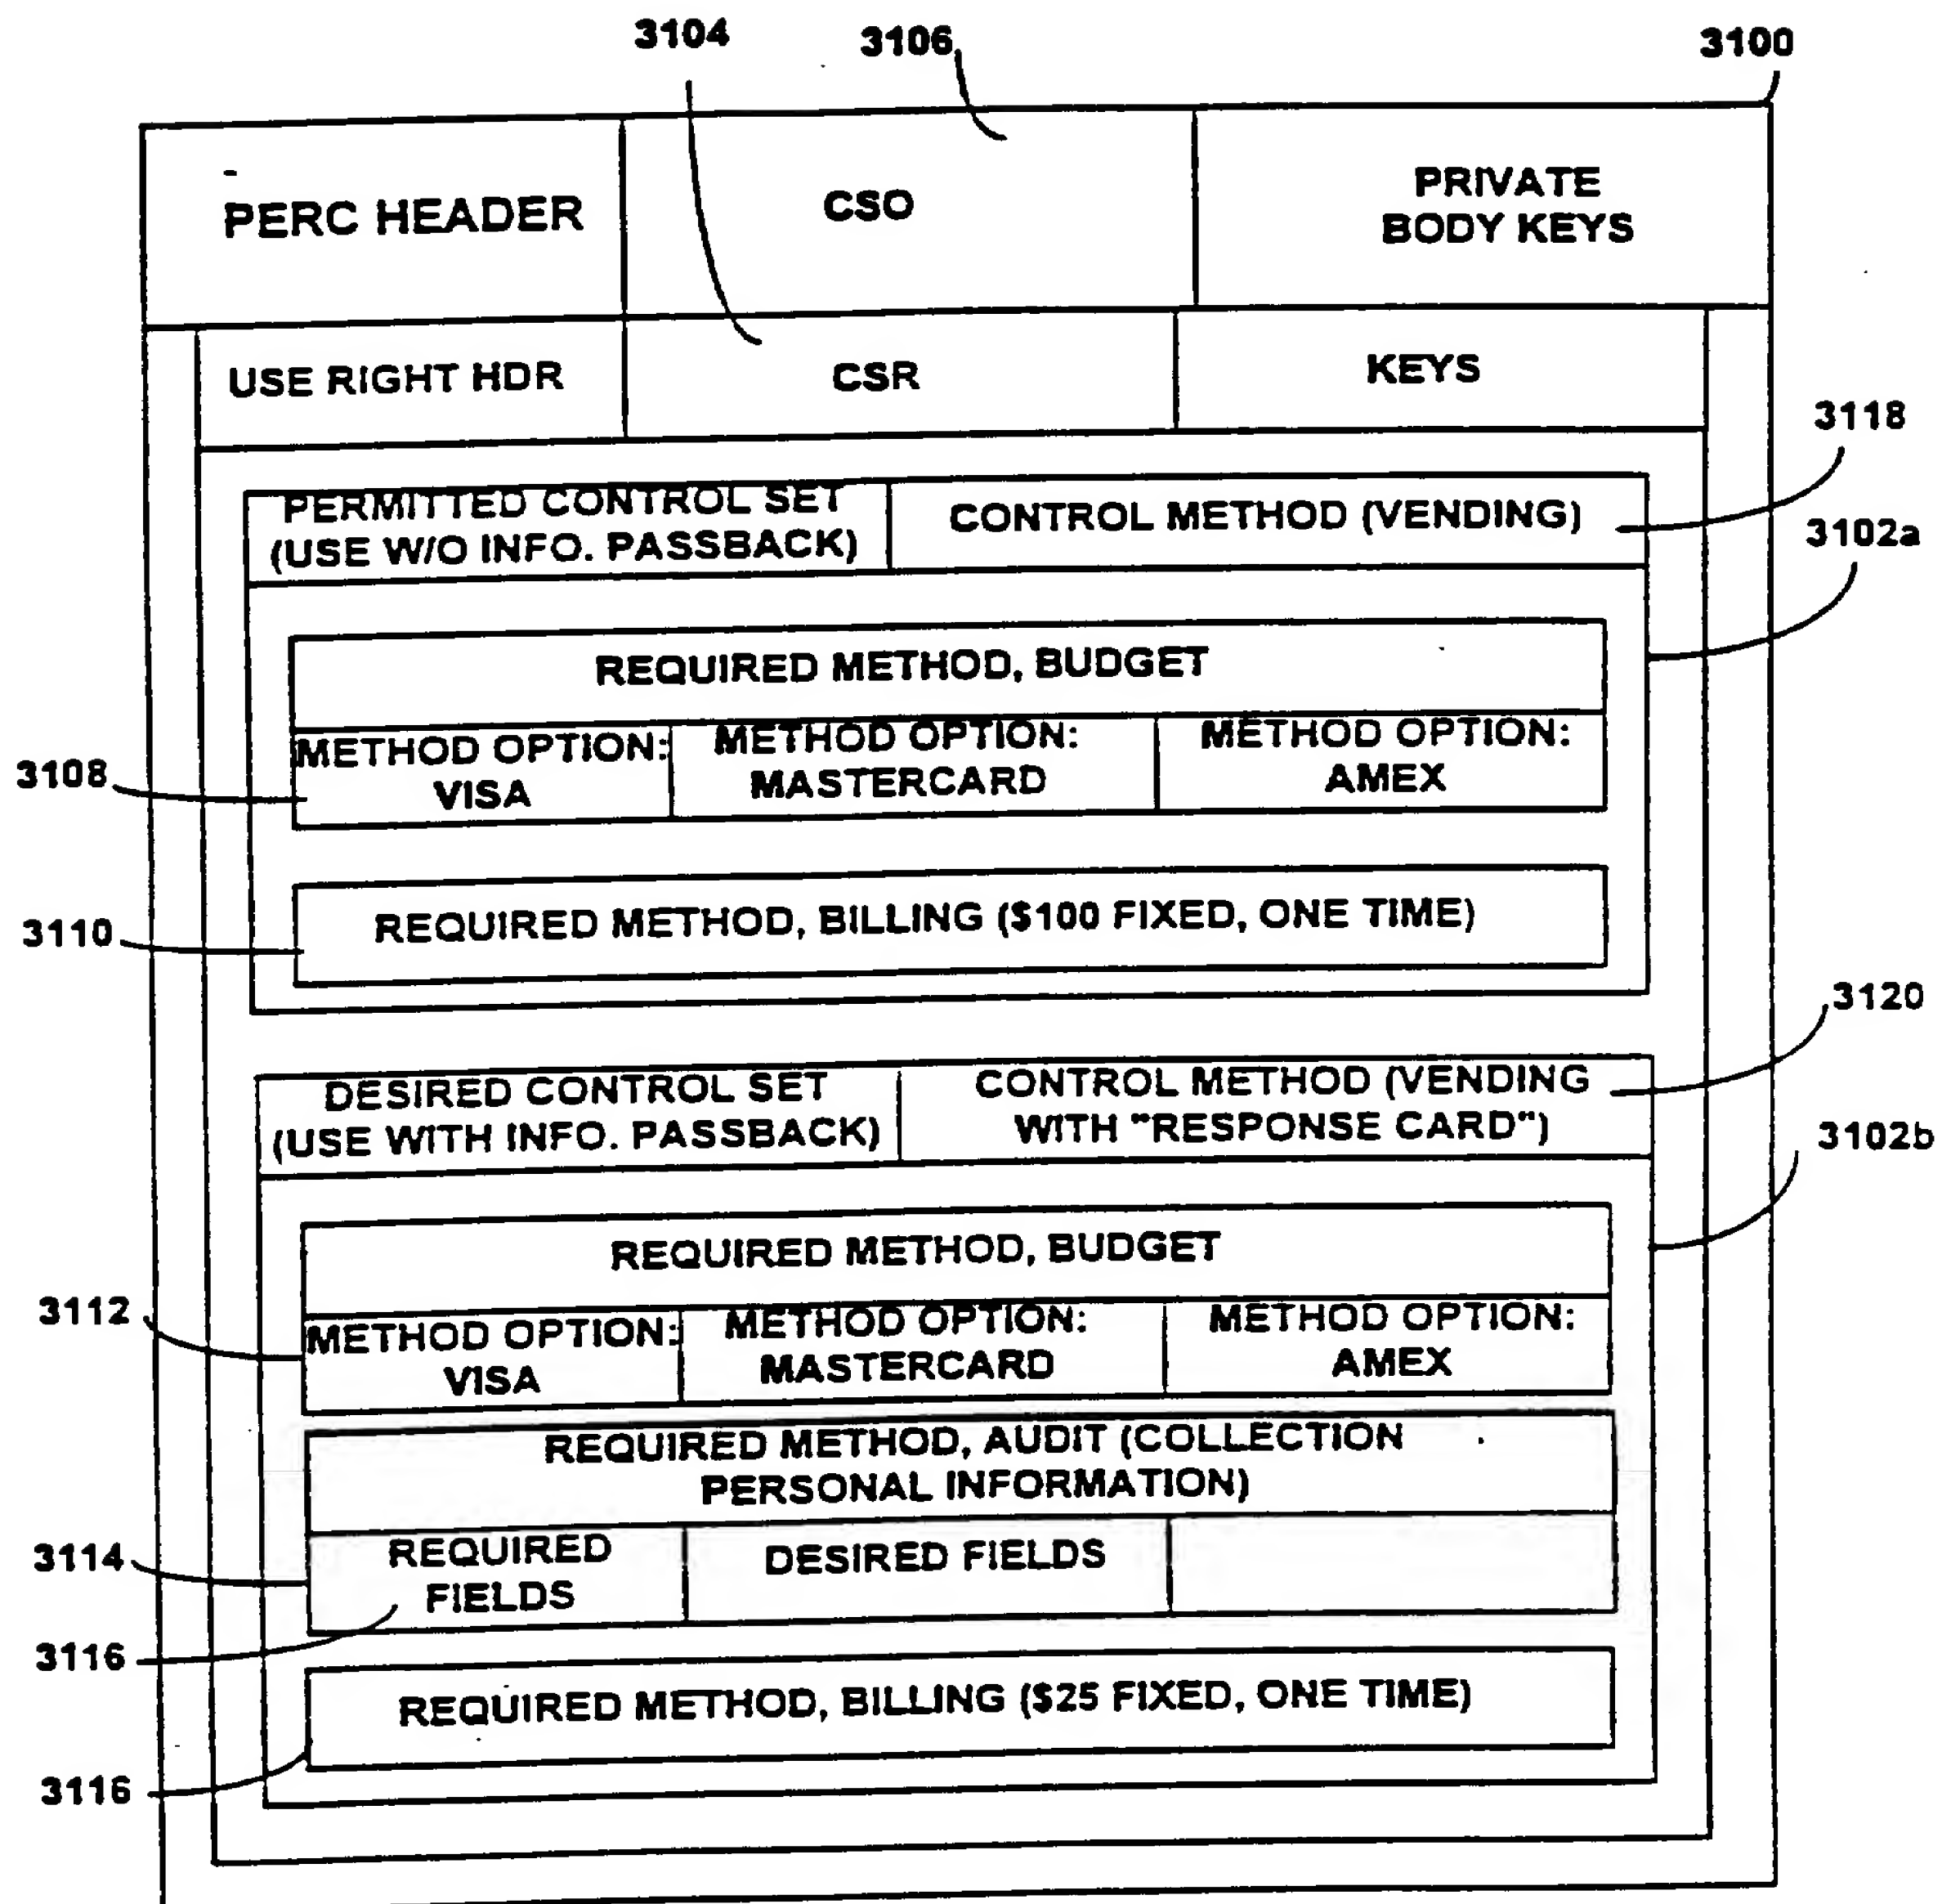 3104
3106
3100
PERC HEADER
CSO
PRIVATE
BODY KEYS
USE RIGHT HDR
CSR
KEYS
3118
PERMITTED CONTROL SET
(USE W/O INFO. PASSBACK)
CONTROL METHOD (VENDING)
3102a
REQUIRED METHOD, BUDGET
METHOD OPTION:
VISA
METHOD OPTION:
MASTERCARD
METHOD OPTION:
AMEX
3108
3110
REQUIRED METHOD, BILLING ($100 FIXED, ONE TIME)
3120
DESIRED CONTROL SET
(USE WITH INFO. PASSBACK)
CONTROL METHOD (VENDING
WITH "RESPONSE CARD")
3102b
REQUIRED METHOD, BUDGET
3112
METHOD OPTION:
VISA
METHOD OPTION:
MASTERCARD
METHOD OPTION:
AMEX
REQUIRED METHOD, AUDIT (COLLECTION
PERSONAL INFORMATION)
3114
REQUIRED
FIELDS
DESIRED FIELDS
3116
REQUIRED METHOD, BILLING ($25 FIXED, ONE TIME)
3116